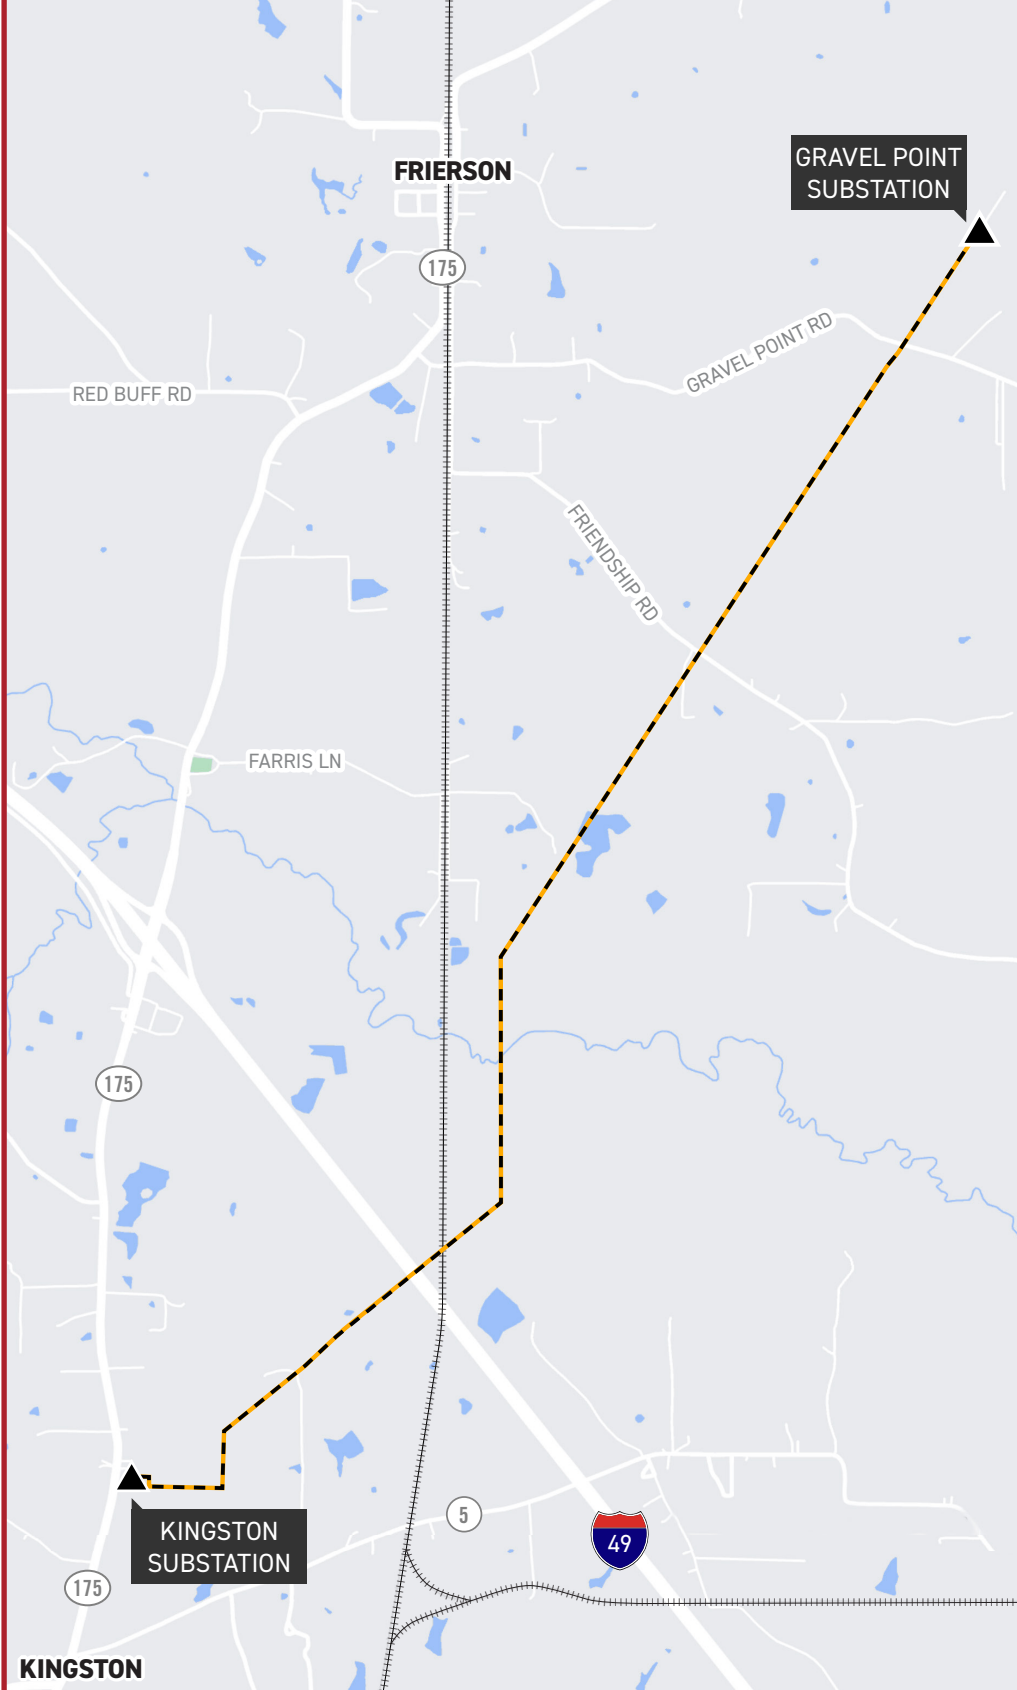 GRAVEL POINT
SUBSTATION
FRIERSON
175
GRAVEL POINT RD
RED BUFF RD
FRIENDSHIP RD
FARRIS LN
175
5
KINGSTON
SUBSTATION
49
175
KINGSTON